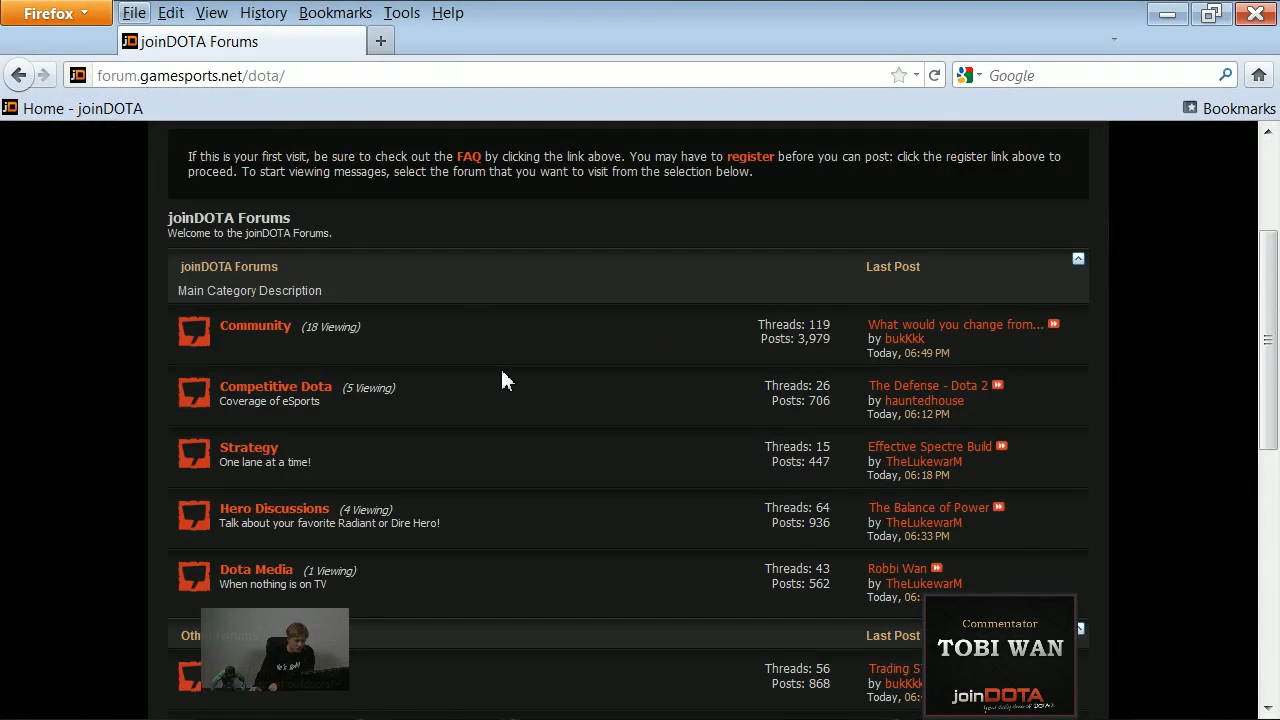 Firefox
File Edit View History Bookmarks Tools Help
joinDOTA Forums
forum.gamesports.net/dota/
Google
Home - joinDOTA
Bookmarks
If this is your first visit, be sure to check out the FAQ by clicking the link above. You may have to register before you can post: click the register link above to
proceed. To start viewing messages, select the forum that you want to visit from the selection below.
joinDOTA Forums
Welcome to the joinDOTA Forums.
joinDOTA Forums Last Post
Main Category Description
Community (18 Viewing) Threads: 119 What would you change from...
Posts: 3,979 by bukKkk
Today, 06:49 PM
Competitive Dota (5 Viewing) Threads: 26 The Defense - Dota 2
Coverage of eSports Posts: 706 by hauntedhouse
Today, 06:12 PM
Strategy Threads: 15 Effective Spectre Build
One lane at a time! Posts: 447 by TheLukewarM
Today, 06:18 PM
Hero Discussions (4 Viewing) Threads: 64 The Balance of Power
Talk about your favorite Radiant or Dire Hero! Posts: 936 by TheLukewarM
Today, 06:33 PM
Dota Media (1 Viewing) Threads: 43 Robbi Wan
When nothing is on TV Posts: 562 by TheLukewarM
Today, 06:
Other Forums Last Post
Threads: 56 Trading S
Posts: 868 by bukKk
Today, 06:
Commentator
TOBI WAN
joinDOTA